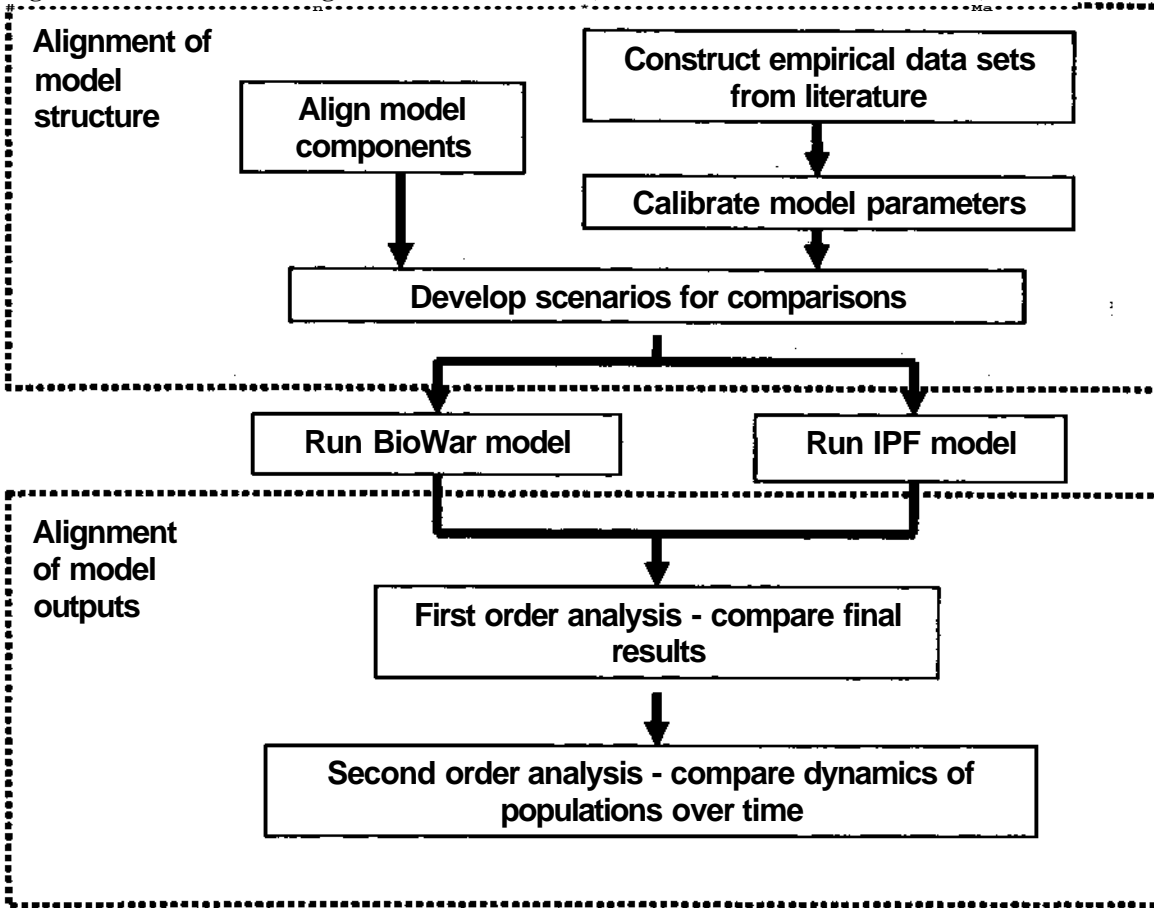 Alignment of
model
structure
Construct empirical data sets
from literature
Align model
components
Calibrate model parameters
Develop scenarios for comparisons
Run BioWar model
Run IPF model
Alignment
of model
outputs
First order analysis - compare final
results
Second order analysis - compare dynamics of
populations over time